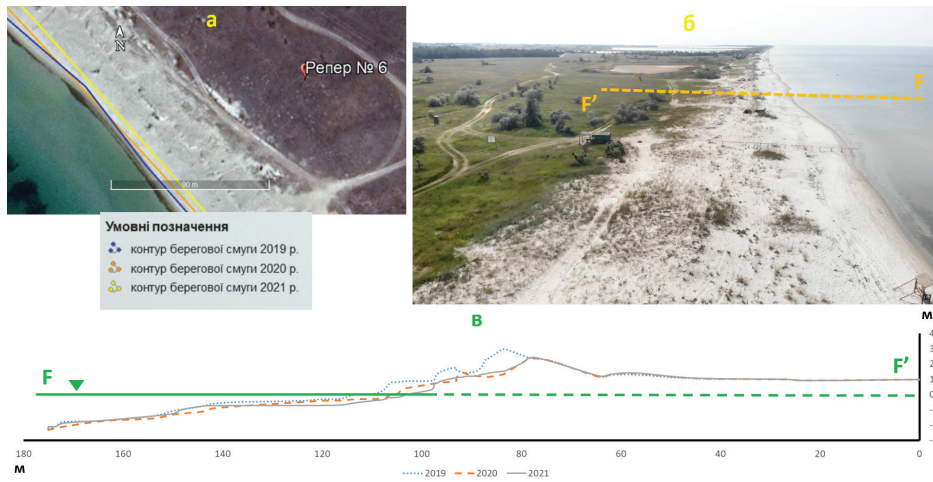 а
N
Репер № 6
90 m
Умовні позначення
контур берегової смуги 2019 р.
контур берегової смуги 2020 р.
контур берегової смуги 2021 р.
б
F
F’
в
м
F
F’
4
3
2
1
0
-
-
-
180
160
140
120
100
80
60
40
20
0
м
2019
2020
2021